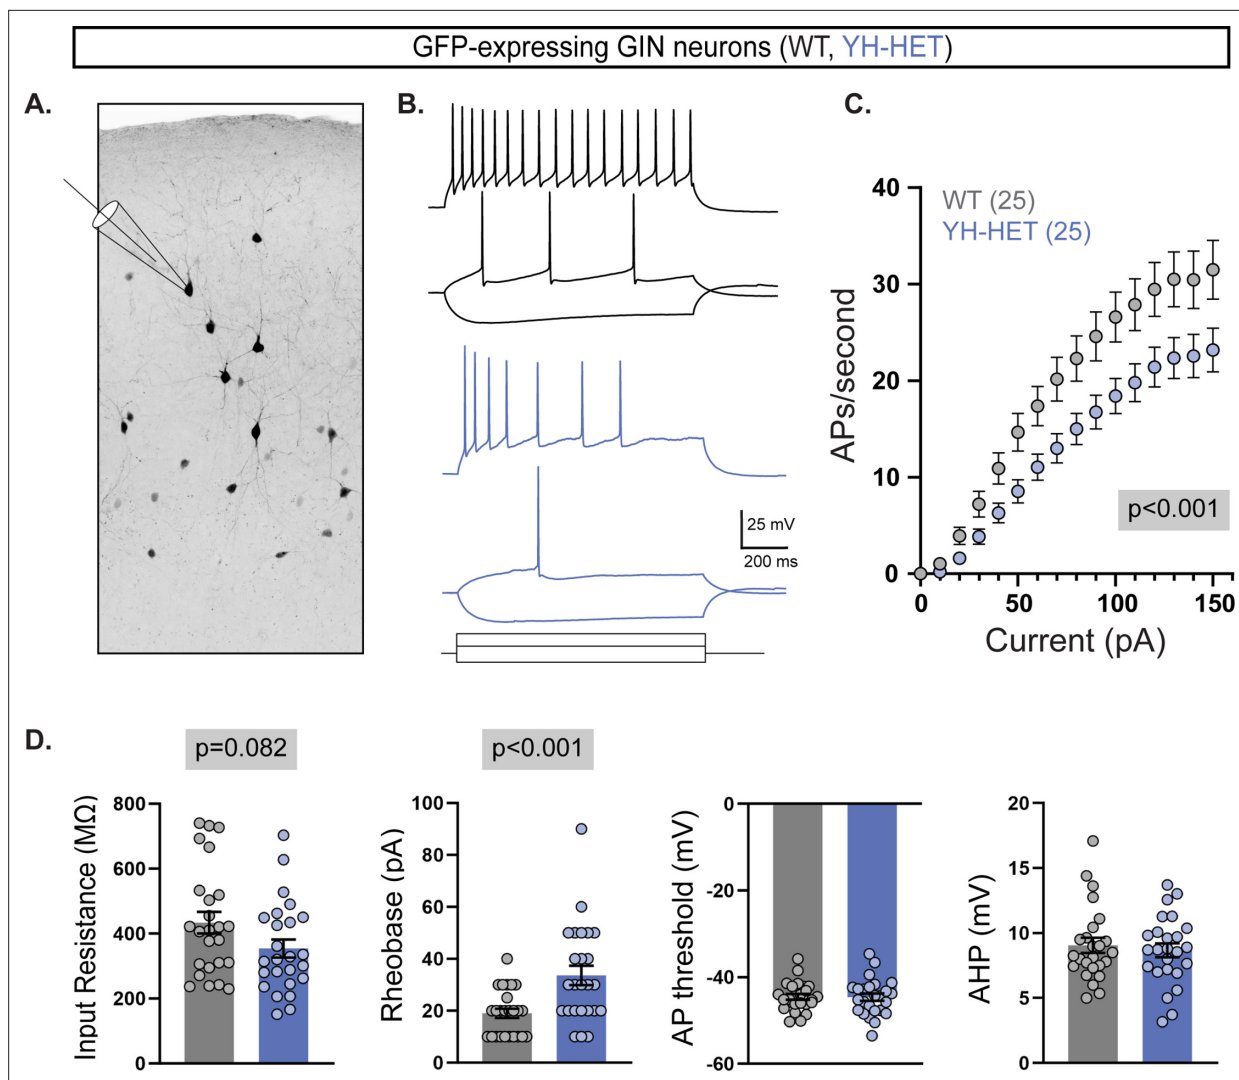 GFP-expressing GIN neurons (WT, YH-HET)
A.
B.
C.
25 mV
200 ms
APs/second
40
30
20
10
0
WT (25)
YH-HET (25)
p<0.001
0 50 100 150
Current (pA)
D.
p=0.082
Input Resistance (MΩ)
800
600
400
200
0
p<0.001
Rheobase (pA)
100
80
60
40
20
0
AP threshold (mV)
0
-20
-40
-60
AHP (mV)
20
15
10
5
0